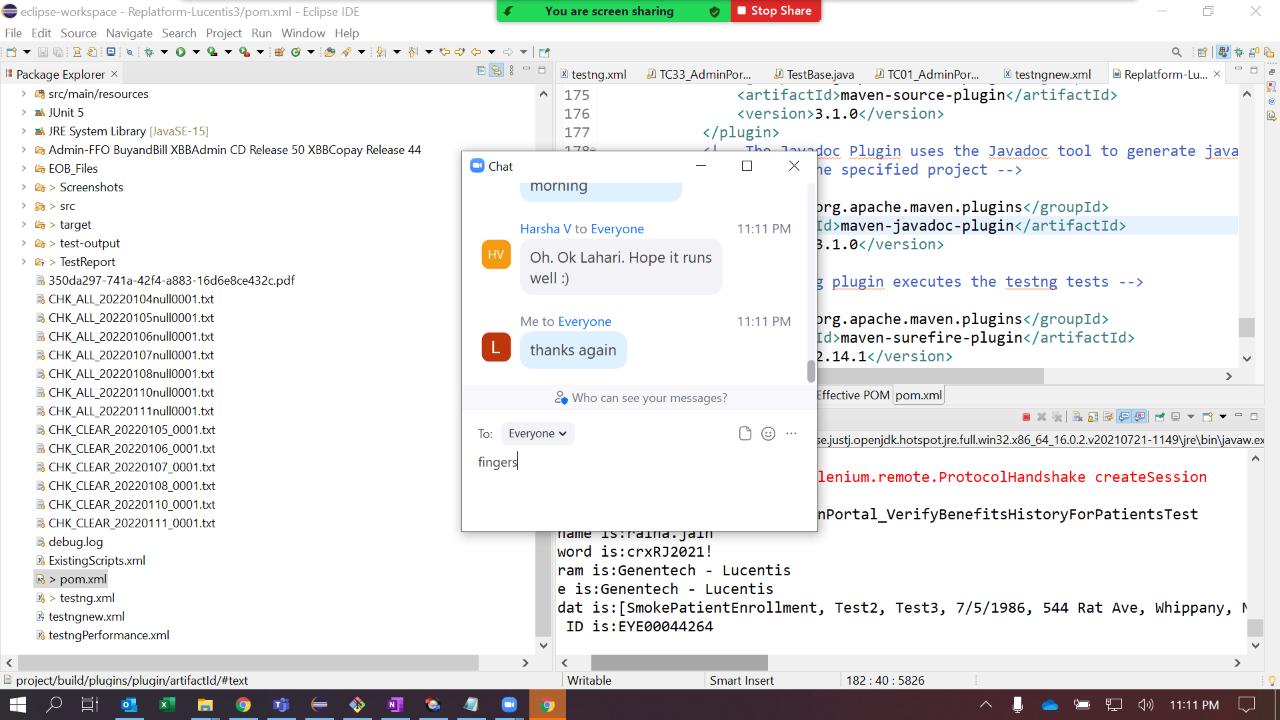 eclipse-workspace - Replatform-Lucentis3/pom.xml - Eclipse IDE
You are screen sharing
Stop Share
File Edit Source Navigate Search Project Run Window Help
Package Explorer
src/main/resources
JUnit 5
JRE System Library [JavaSE-15]
Admin-FFO BuyandBill XBBAdmin CD Release 50 XBBCopay Release 44
EOB_Files
> Screenshots
> src
> target
> test-output
> TestReport
350da297-741a-42f4-a883-16d6e8ce432c.pdf
CHK_ALL_20220104null0001.txt
CHK_ALL_20220105null0001.txt
CHK_ALL_20220106null0001.txt
CHK_ALL_20220107null0001.txt
CHK_ALL_20220108null0001.txt
CHK_ALL_20220110null0001.txt
CHK_ALL_20220111null0001.txt
CHK_CLEAR_20220105_0001.txt
CHK_CLEAR_20220106_0001.txt
CHK_CLEAR_20220107_0001.txt
CHK_CLEAR_20220108_0001.txt
CHK_CLEAR_20220110_0001.txt
CHK_CLEAR_20220111_0001.txt
debug.log
ExistingScripts.xml
> pom.xml
> testng.xml
testngnew.xml
testngPerformance.xml
testng.xml TC33_AdminPor... TestBase.java TC01_AdminPor... testngnew.xml Replatform-Lu...
175 <artifactId>maven-source-plugin</artifactId>
176 <version>3.1.0</version>
177 </plugin>
<!-- The Javadoc Plugin uses the Javadoc tool to generate java
he specified project -->
org.apache.maven.plugins</groupId>
Id>maven-javadoc-plugin</artifactId>
3.1.0</version>
g plugin executes the testng tests -->
org.apache.maven.plugins</groupId>
Id>maven-surefire-plugin</artifactId>
2.14.1</version>
Effective POM pom.xml
Chat
morning
Harsha V to Everyone 11:11 PM
HV
Oh. Ok Lahari. Hope it runs
well :)
Me to Everyone 11:11 PM
L
thanks again
Who can see your messages?
To: Everyone
fingers
se.justj.openjdk.hotspot.jre.full.win32.x86_64_16.0.2.v20210721-1149\jre\bin\javaw.ex
lenium.remote.ProtocolHandshake createSession
nPortal_VerifyBenefitsHistoryForPatientsTest
name is:raina.jain
word is:crxRJ2021!
ram is:Genentech - Lucentis
e is:Genentech - Lucentis
dat is:[SmokePatientEnrollment, Test2, Test3, 7/5/1986, 544 Rat Ave, Whippany, N
ID is:EYE00044264
project/build/plugins/plugin/artifactId/#text
Writable Smart Insert 182 : 40 : 5826
11:11 PM